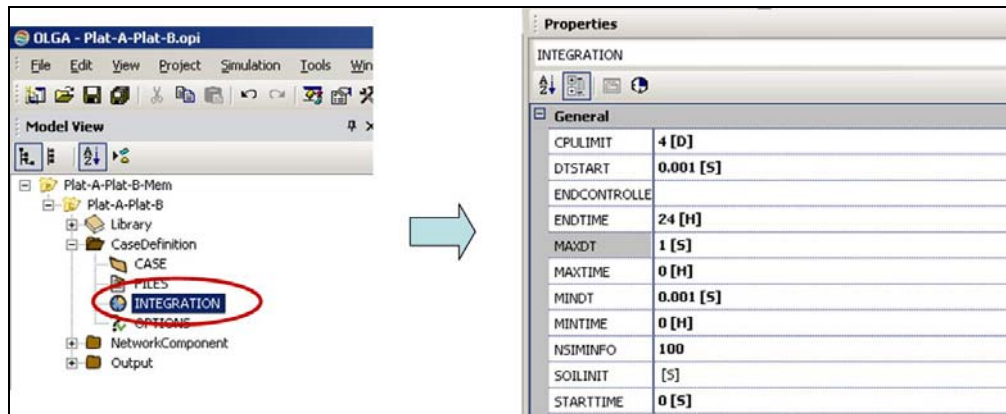 OLGA - Plat-A-Plat-B.opi
File Edit View Project Simulation Tools Win
Model View
Plat-A-Plat-B-Mem
Plat-A-Plat-B
Library
CaseDefinition
CASE
FILES
INTEGRATION
OPTIONS
NetworkComponent
Output
Properties
INTEGRATION
General
CPULIMIT 4 [D]
DTSTART 0.001 [S]
ENDCONTROLLE
ENDTIME 24 [H]
MAXDT 1 [S]
MAXTIME 0 [H]
MINDT 0.001 [S]
MINTIME 0 [H]
NSIMINFO 100
SOILINIT [S]
STARTTIME 0 [S]